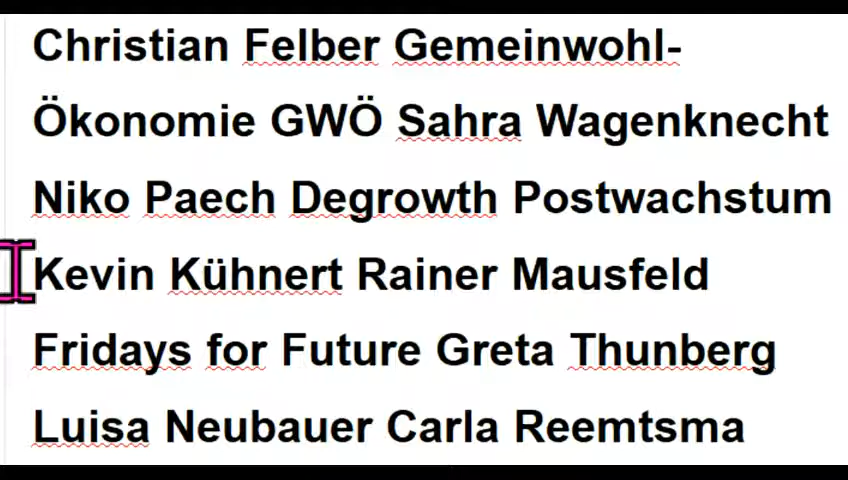 Christian Felber Gemeinwohl-
Ökonomie GWÖ Sahra Wagenknecht
Niko Paech Degrowth Postwachstum
Kevin Kühnert Rainer Mausfeld
Fridays for Future Greta Thunberg
Luisa Neubauer Carla Reemtsma